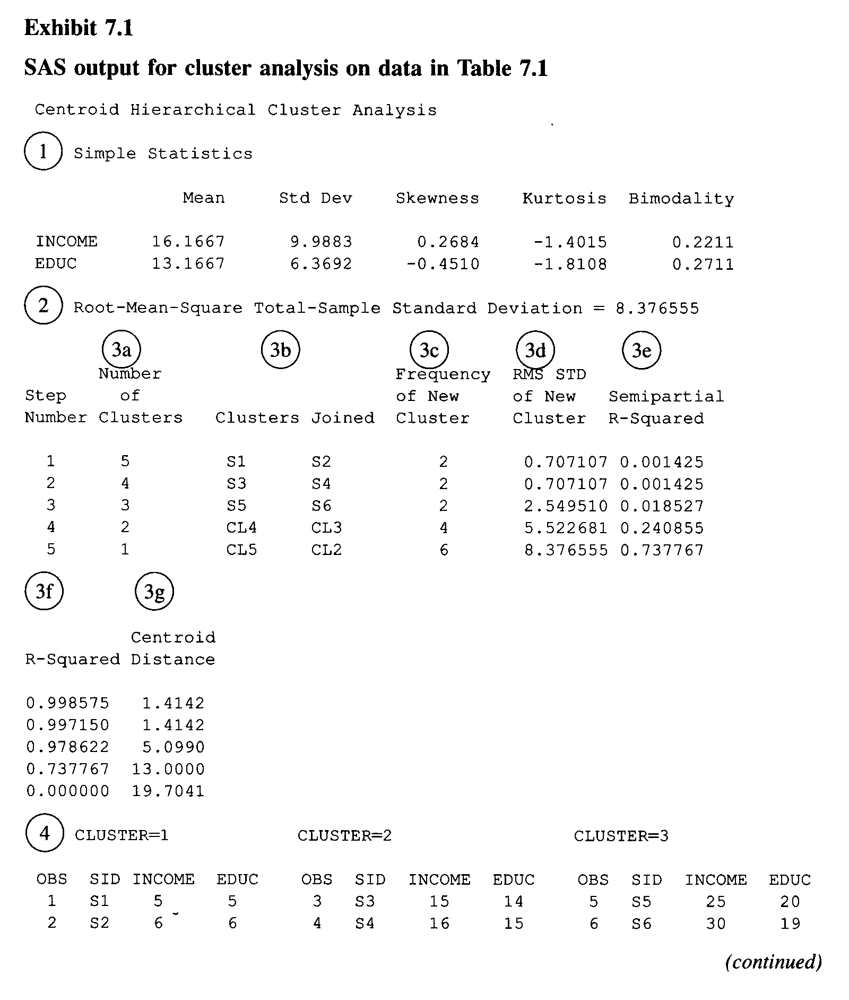 Exhibit 7.1
SAS output for cluster analysis on data in Table 7.1
Centroid Hierarchical Cluster Analysis
1 Simple Statistics
Mean Std Dev Skewness Kurtosis Bimodality
INCOME 16.1667 9.9883 0.2684 -1.4015 0.2211
EDUC 13.1667 6.3692 -0.4510 -1.8108 0.2711
2 Root-Mean-Square Total-Sample Standard Deviation = 8.376555
3a 3b 3c 3d 3e
Number Frequency RMS STD
Step of of New of New Semipartial
Number Clusters Clusters Joined Cluster Cluster R-Squared
1 5 S1 S2 2 0.707107 0.001425
2 4 S3 S4 2 0.707107 0.001425
3 3 S5 S6 2 2.549510 0.018527
4 2 CL4 CL3 4 5.522681 0.240855
5 1 CL5 CL2 6 8.376555 0.737767
3f 3g
Centroid
R-Squared Distance
0.998575 1.4142
0.997150 1.4142
0.978622 5.0990
0.737767 13.0000
0.000000 19.7041
4 CLUSTER=1 CLUSTER=2 CLUSTER=3
OBS SID INCOME EDUC OBS SID INCOME EDUC OBS SID INCOME EDUC
1 S1 5 5 3 S3 15 14 5 S5 25 20
2 S2 6 6 4 S4 16 15 6 S6 30 19
(continued)